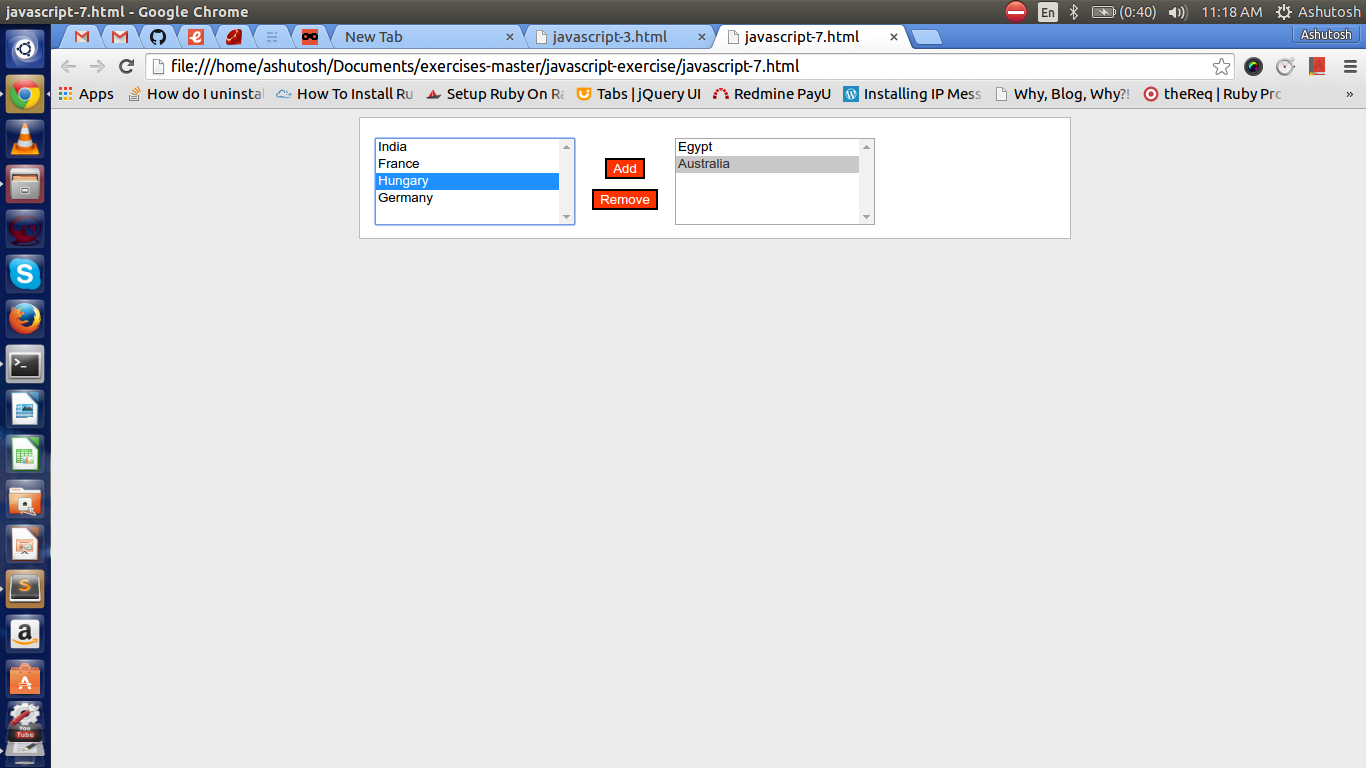 javascript-7.html - Google Chrome
En
(0:40)
11:18 AM
Ashutosh
New Tab
javascript-3.html
javascript-7.html
Ashutosh
file:///home/ashutosh/Documents/exercises-master/javascript-exercise/javascript-7.html
Apps
How do I uninstal
How To Install Ru
Setup Ruby On Ra
Tabs | jQuery UI
Redmine PayU
Installing IP Mess
Why, Blog, Why?!
theReq | Ruby Pro
»
India
France
Hungary
Germany
Add
Remove
Egypt
Australia
You
Tube